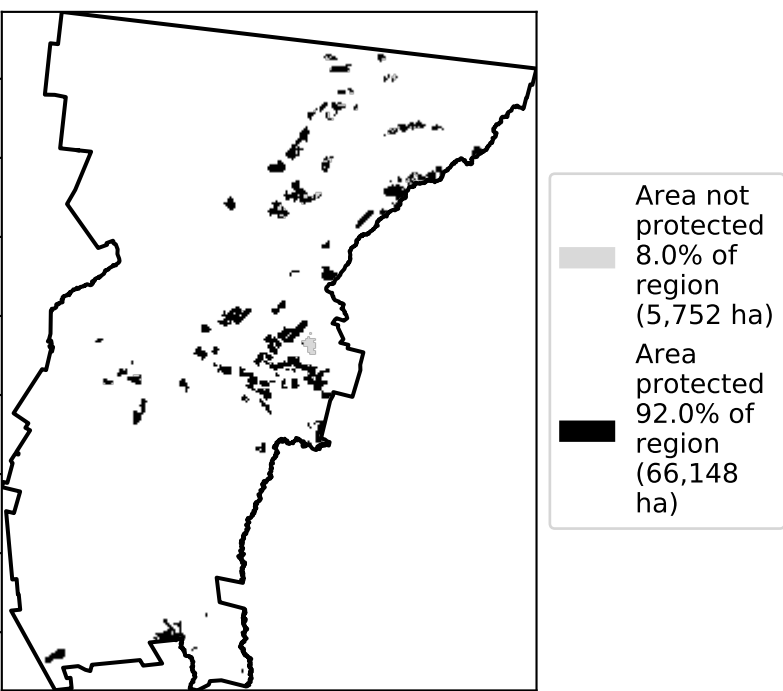 Area not
protected
8.0% of
region
(5,752 ha)
Area
protected
92.0% of
region
(66,148
ha)